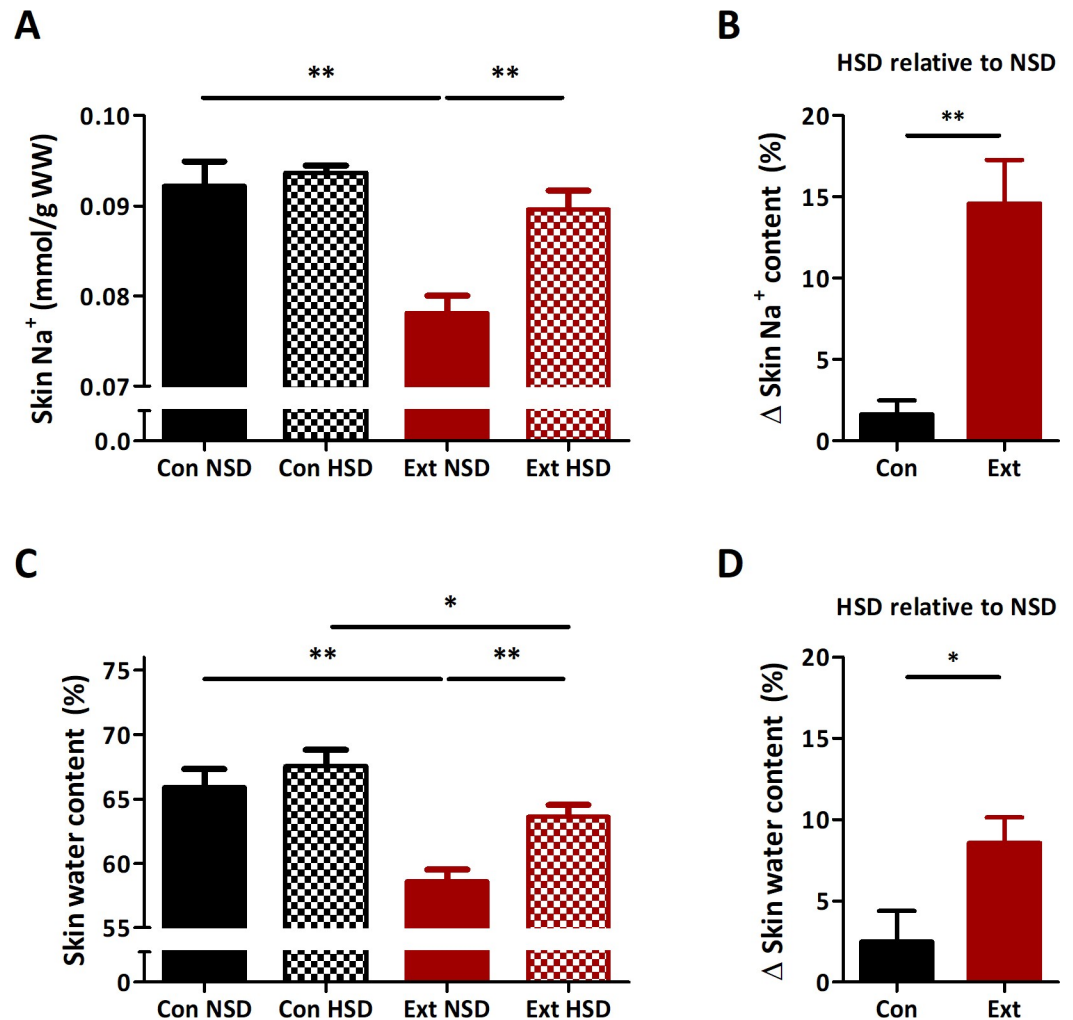 A
**
**
Skin Na+ (mmol/g WW)
0.10
0.09
0.08
0.07
0.0
Con NSD
Con HSD
Ext NSD
Ext HSD
B
HSD relative to NSD
**
Δ Skin Na+ content (%)
20
15
10
5
0
Con
Ext
C
*
**
**
Skin water content (%)
75
70
65
60
55
0
Con NSD
Con HSD
Ext NSD
Ext HSD
D
HSD relative to NSD
*
Δ Skin water content (%)
20
15
10
5
0
Con
Ext